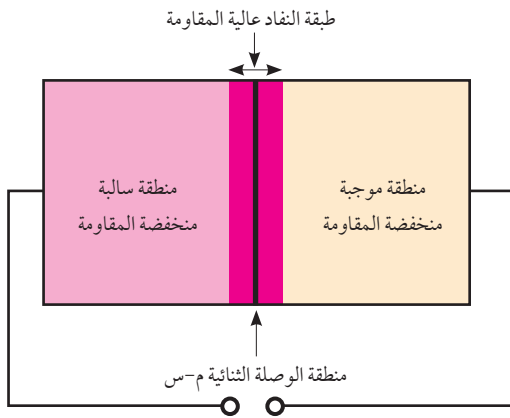 طبقة النفاد عالية المقاومة
منطقة موجبة
منخفضة المقاومة
منطقة سالبة
منخفضة المقاومة
منطقة الوصلة الثنائية م-س